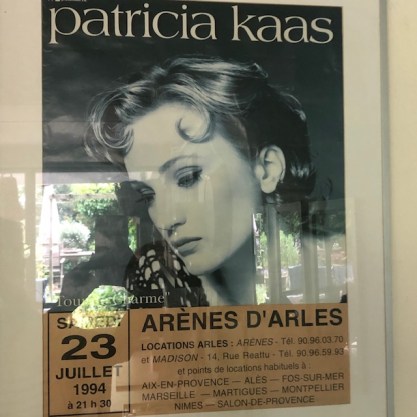 patricia kaas
"Tour de Charme"
SAMEDI
23
JUILLET
1994
à 21 h 30
ARÈNES D'ARLES
LOCATIONS ARLES : ARENES - Tél. 90.96.03.70
et MADISON - 14, Rue Reattu - Tél. 90.96.59.93
et points de locations habituels à :
AIX-EN-PROVENCE — ALÈS — FOS-SUR-MER
MARSEILLE — MARTIGUES — MONTPELLIER
NIMES — SALON-DE-PROVENCE